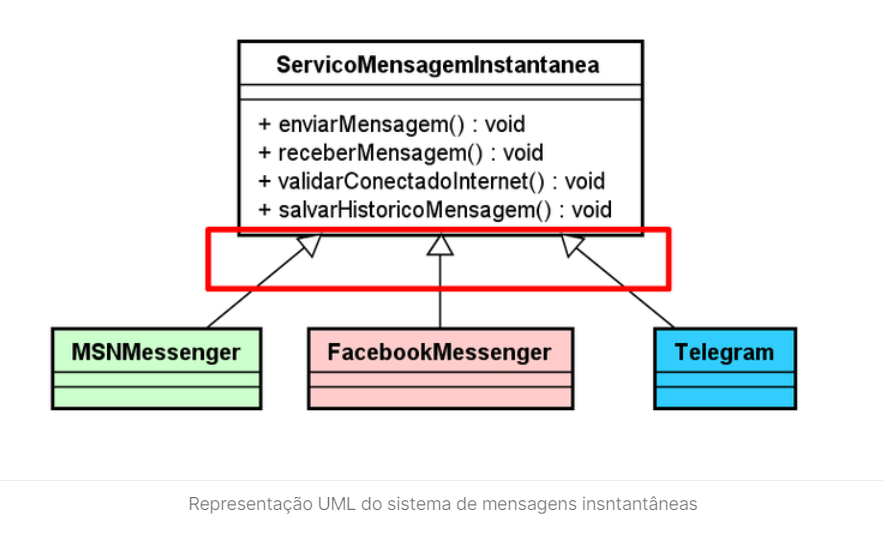 ServicoMensagemInstantanea
+ enviarMensagem() : void
+ receberMensagem() : void
+ validarConectadoInternet() : void
+ salvarHistoricoMensagem() : void
MSNMessenger
FacebookMessenger
Telegram
Representação UML do sistema de mensagens insntantâneas